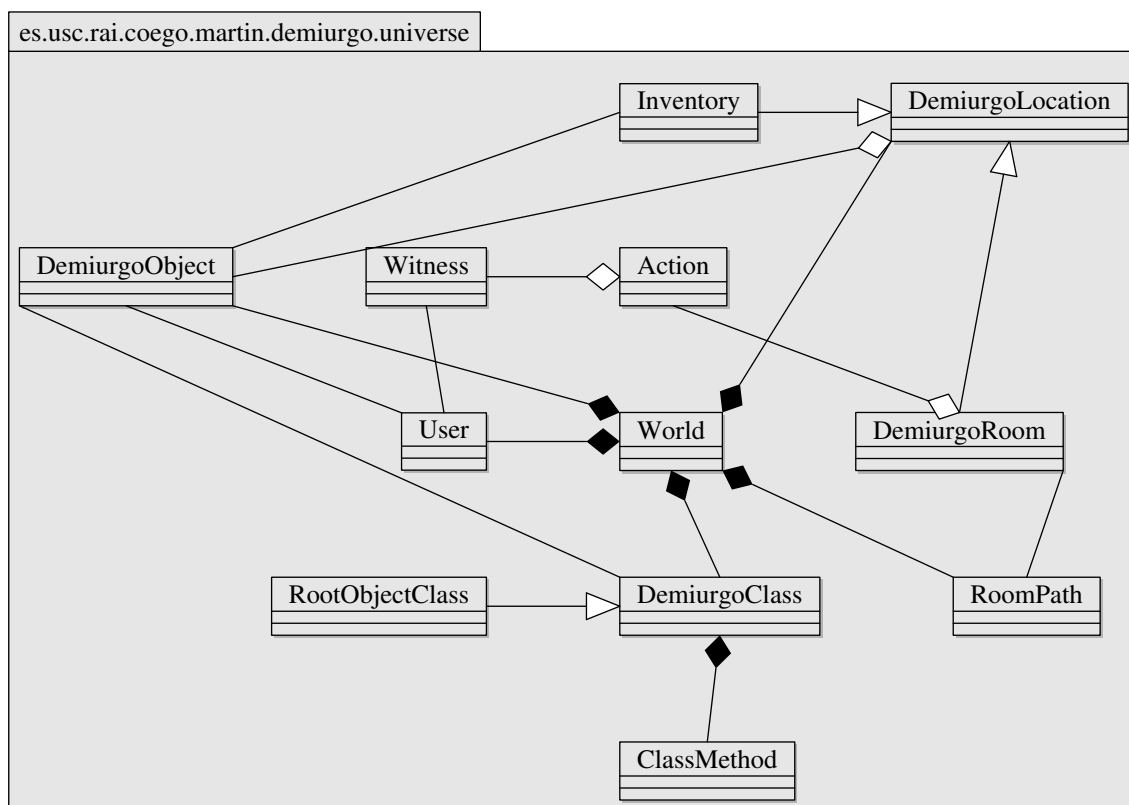 es.usc.rai.coego.martin.demiurgo.universe
Inventory
DemiurgoLocation
DemiurgoObject
Witness
Action
User
World
DemiurgoRoom
RootObjectClass
DemiurgoClass
RoomPath
ClassMethod